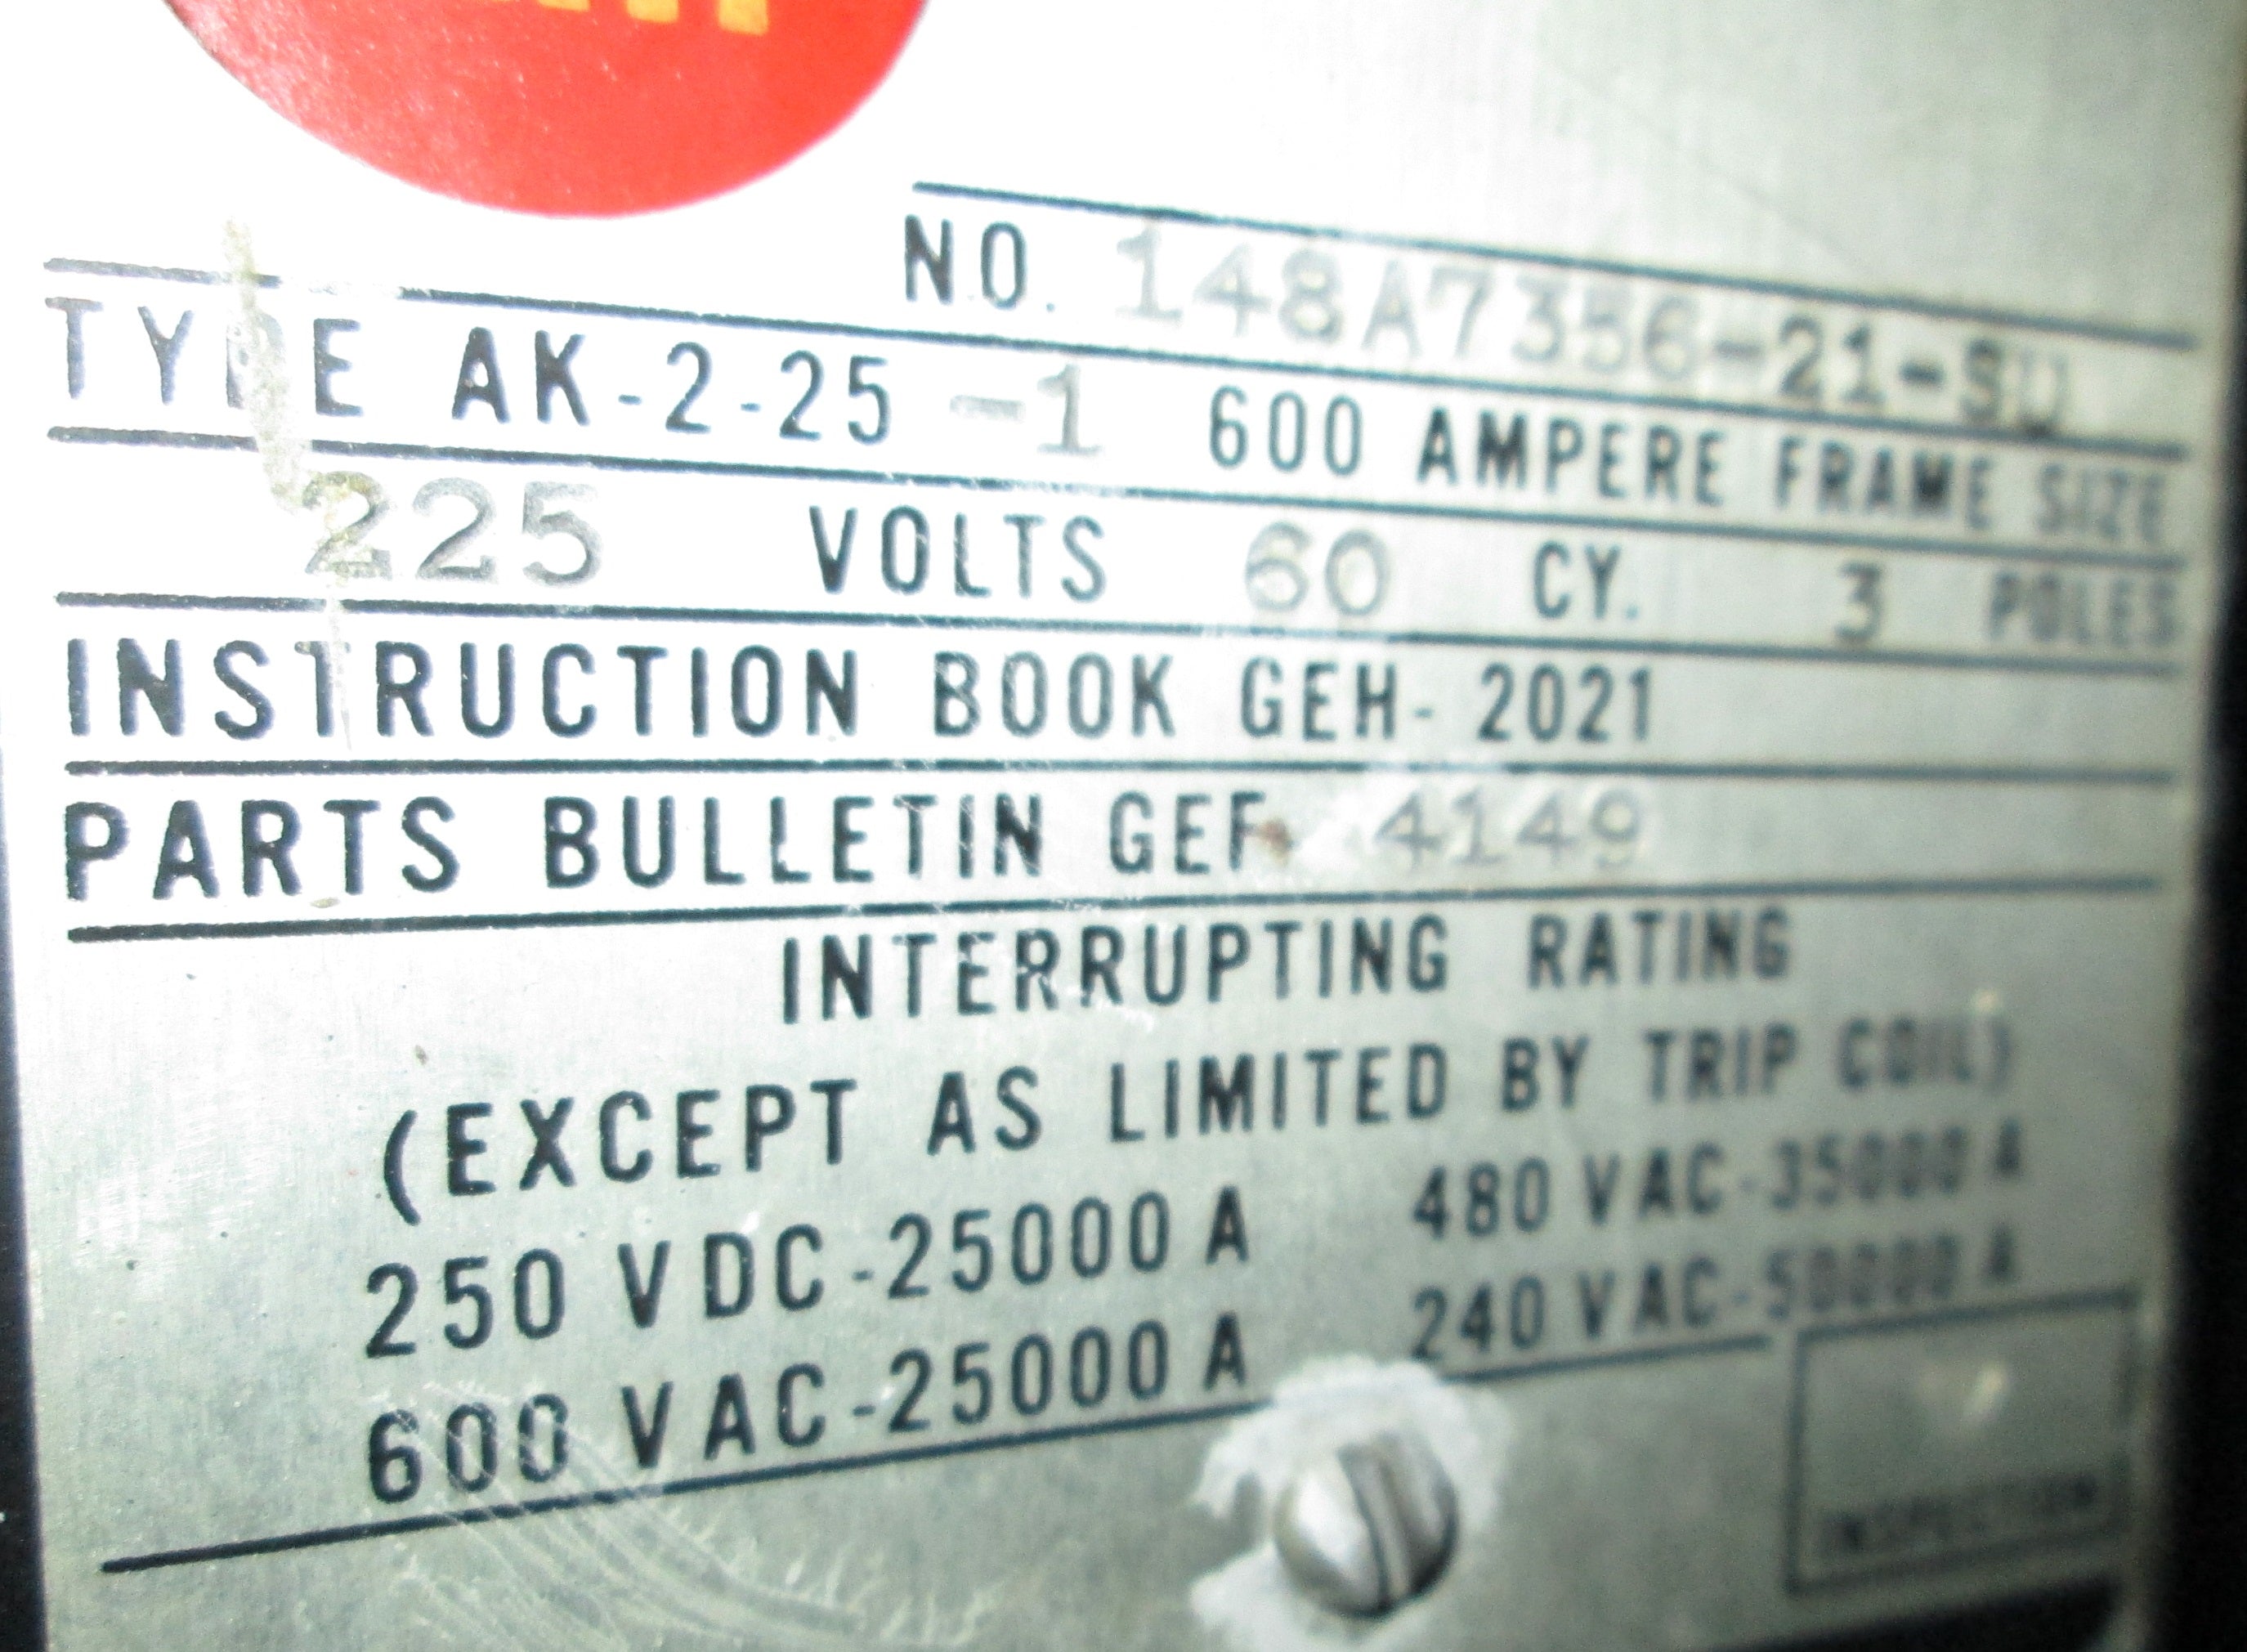 NO. 148A7356-21-SU
TYPE AK-2-25-1 600 AMPERE FRAME SIZE
225 VOLTS 60 CY. 3 POLES
INSTRUCTION BOOK GEH-2021
PARTS BULLETIN GEF 4149
INTERRUPTING RATING
(EXCEPT AS LIMITED BY TRIP COIL)
250 VDC-25000 A 480 VAC-35000 A
600 VAC-25000 A 240 VAC-50000 A
INSPECTION